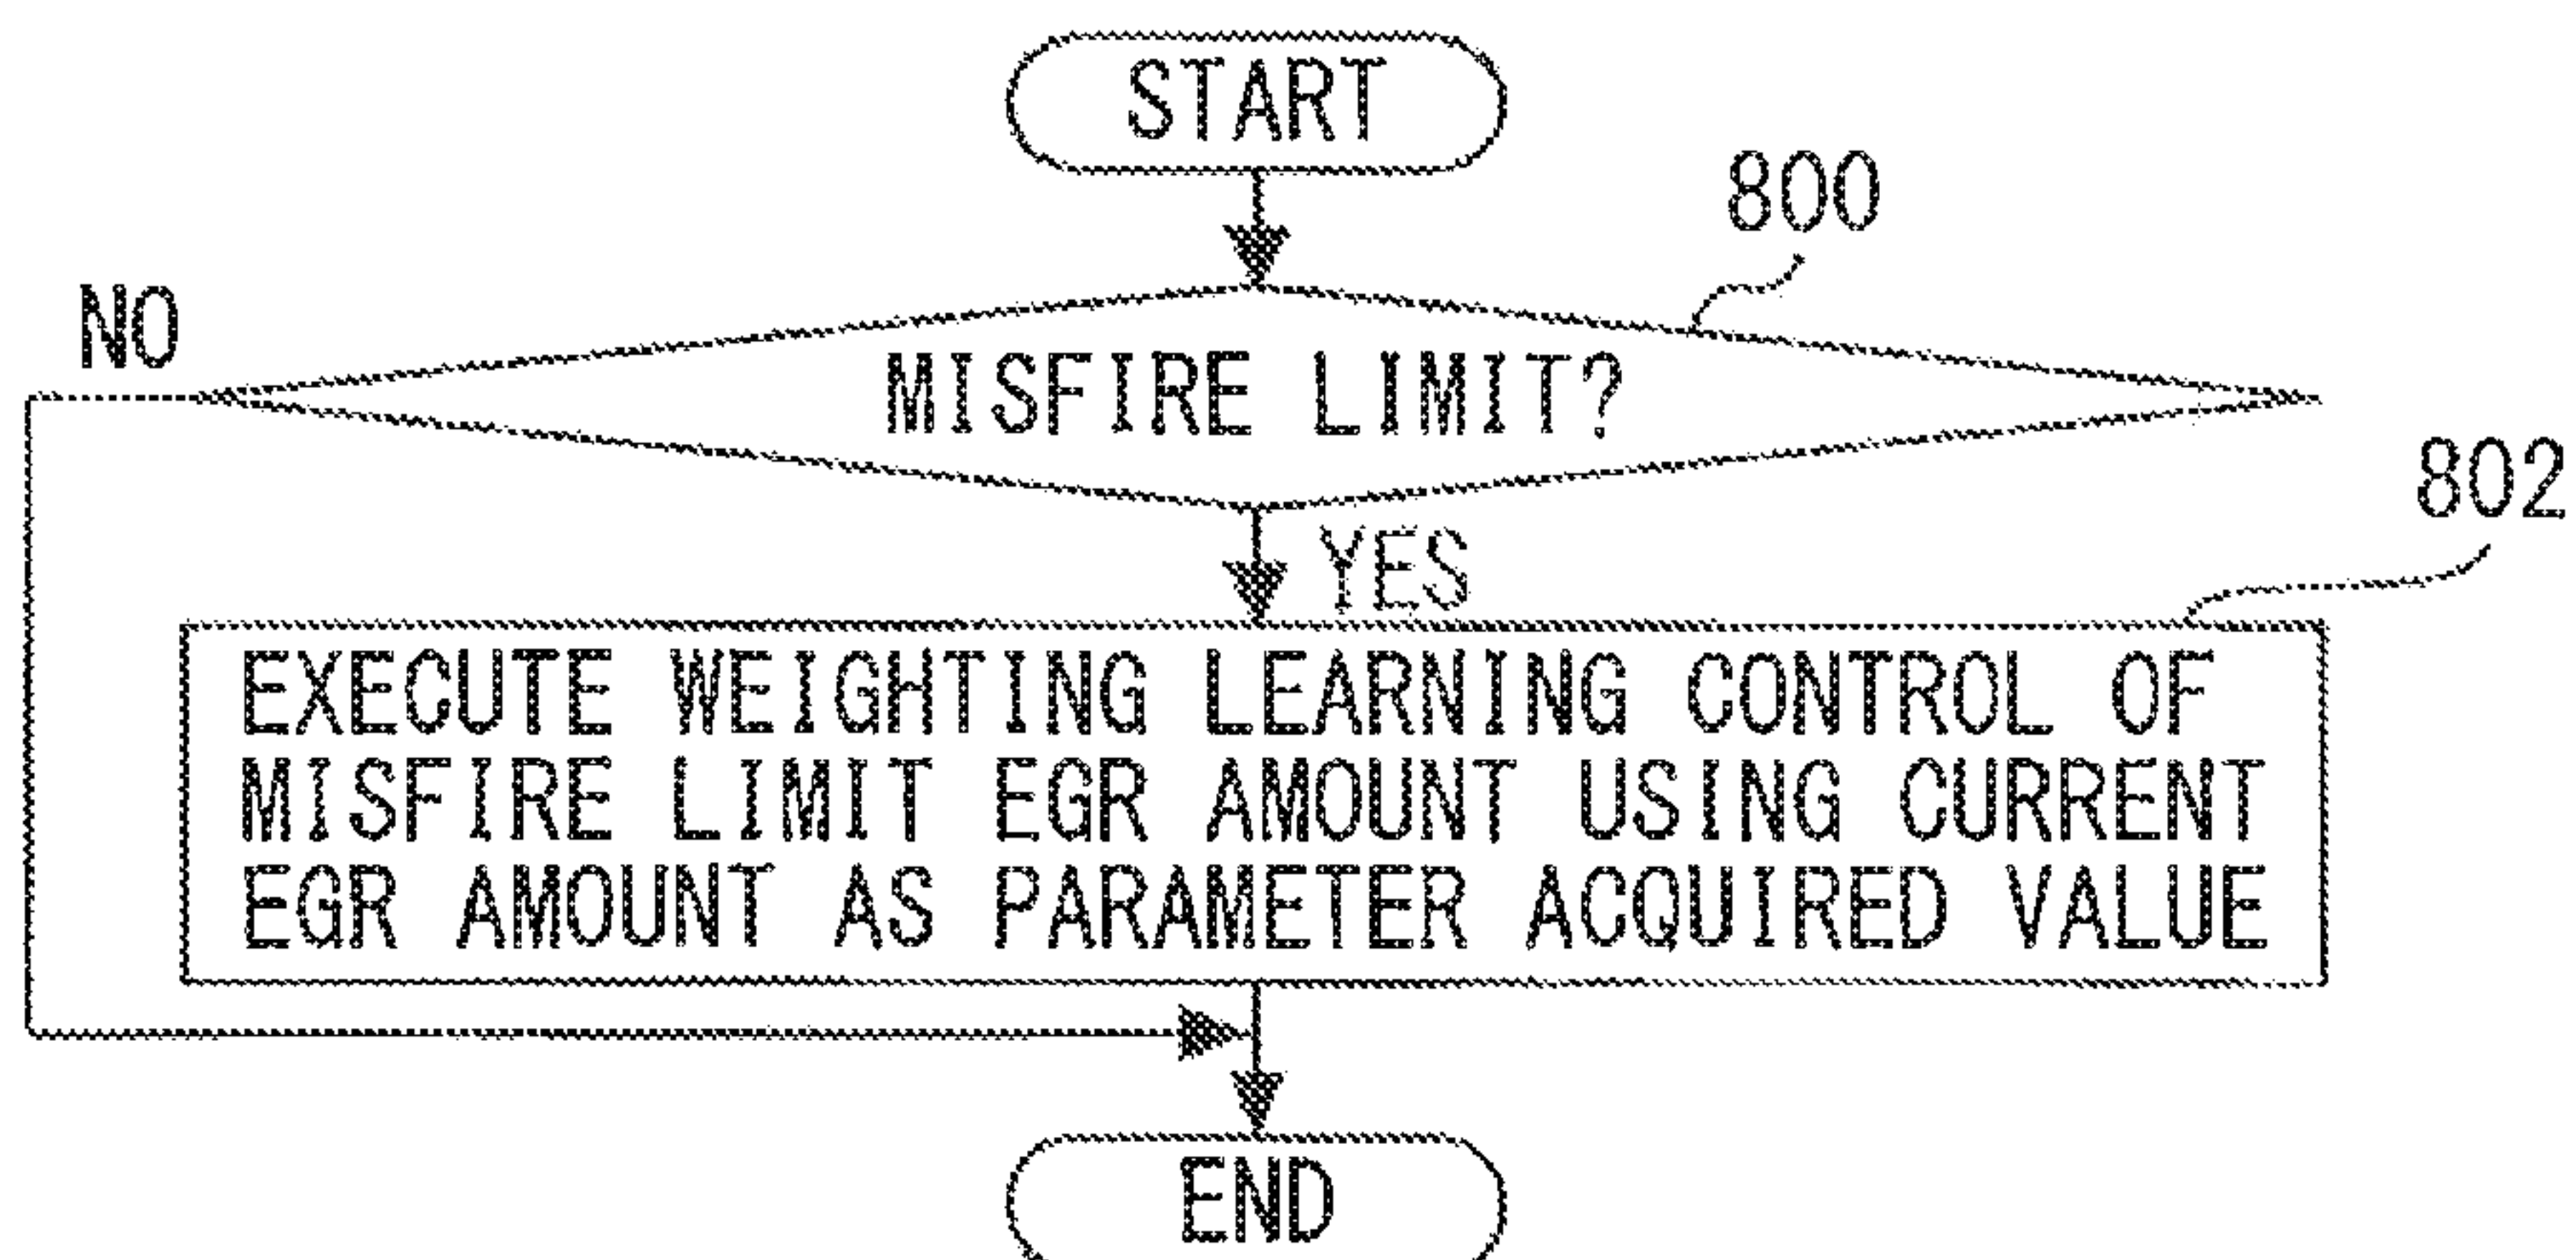 START
800
NO
MISFIRE LIMIT?
802
YES
EXECUTE WEIGHTING LEARNING CONTROL OF
MISFIRE LIMIT EGR AMOUNT USING CURRENT
EGR AMOUNT AS PARAMETER ACQUIRED VALUE
END